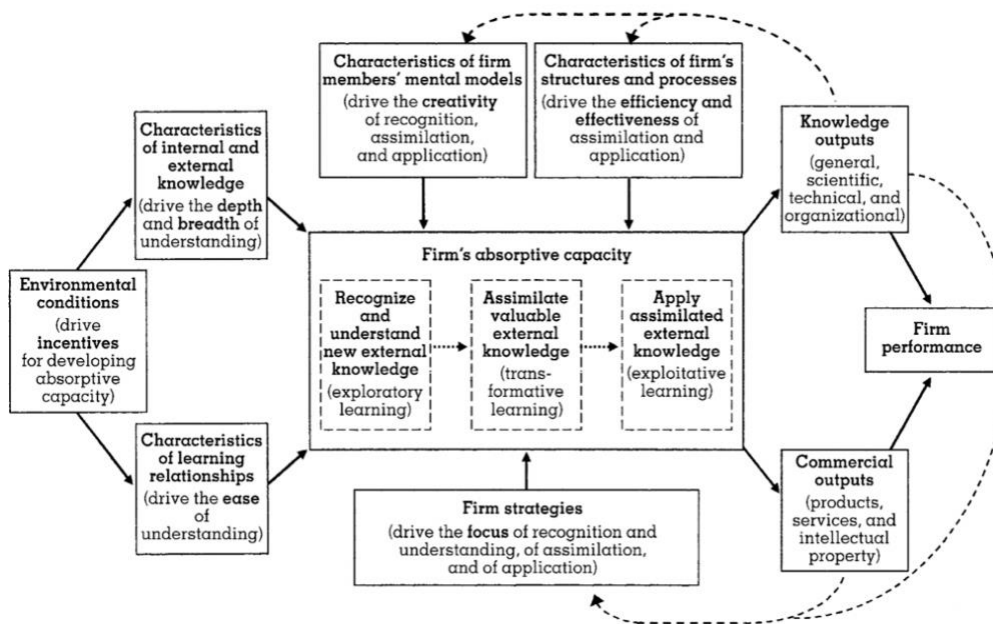 Characteristics of firm
members' mental models
(drive the creativity
of recognition,
assimilation,
and application)
Characteristics of firm's
structures and processes
(drive the efficiency and
effectiveness of
assimilation and
application)
Characteristics
of internal and
external
knowledge
(drive the depth
and breadth of
understanding)
Knowledge
outputs
(general,
scientific,
technical, and
organizational)
Environmental
conditions
(drive
incentives
for developing
absorptive
capacity)
Firm's absorptive capacity
Recognize
and
understand
new external
knowledge
(exploratory
learning)
Assimilate
valuable
external
knowledge
(trans-
formative
learning)
Apply
assimilated
external
knowledge
(exploitative
learning)
Firm
performance
Characteristics
of learning
relationships
(drive the ease
of
understanding)
Firm strategies
(drive the focus of recognition and
understanding, of assimilation,
and of application)
Commercial
outputs
(products,
services, and
intellectual
property)